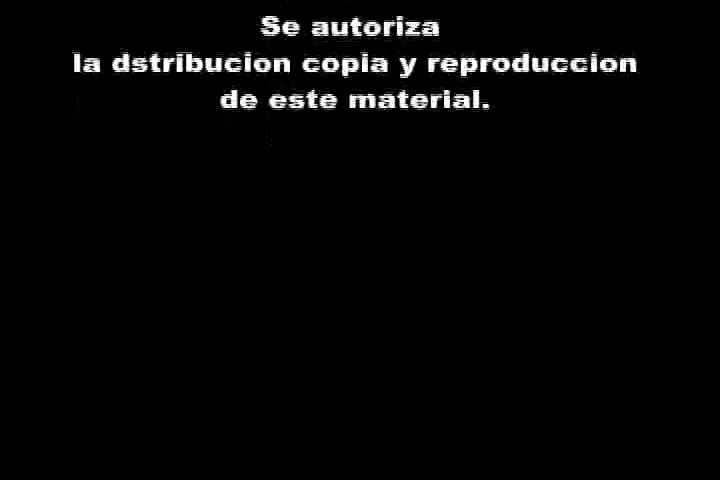 Se autoriza
la dstribucion copia y reproduccion
de este material.